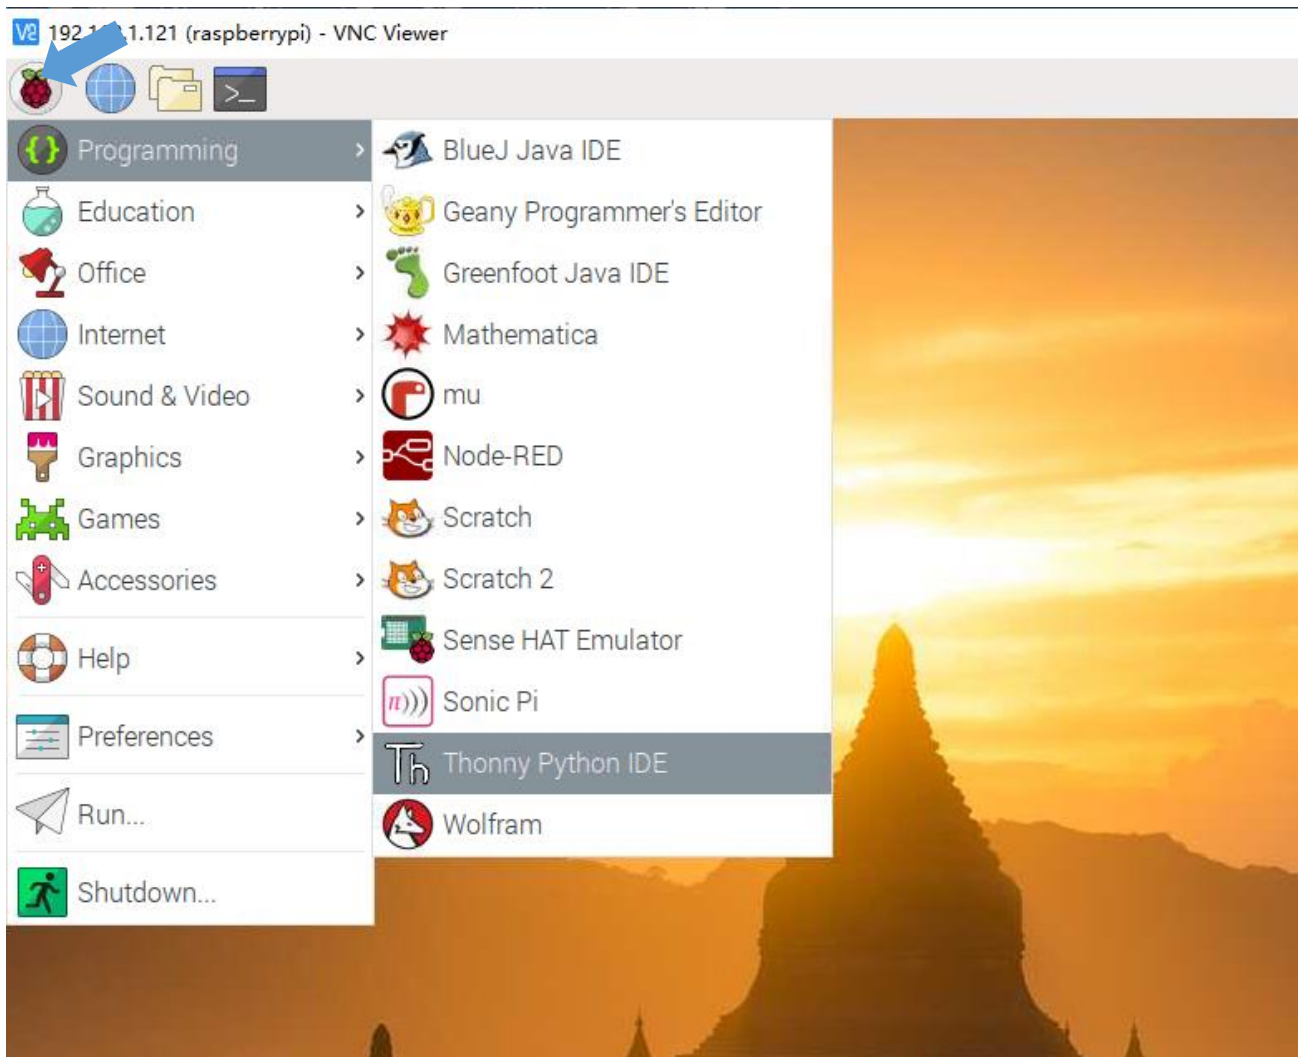 192.1 .1.121 (raspberrypi) - VNC Viewer
Programming
Education
Office
Internet
Sound & Video
Graphics
Games
Accessories
Help
Preferences
Run...
Shutdown...
BlueJ Java IDE
Geany Programmer's Editor
Greenfoot Java IDE
Mathematica
mu
Node-RED
Scratch
Scratch 2
Sense HAT Emulator
Sonic Pi
Thonny Python IDE
Wolfram